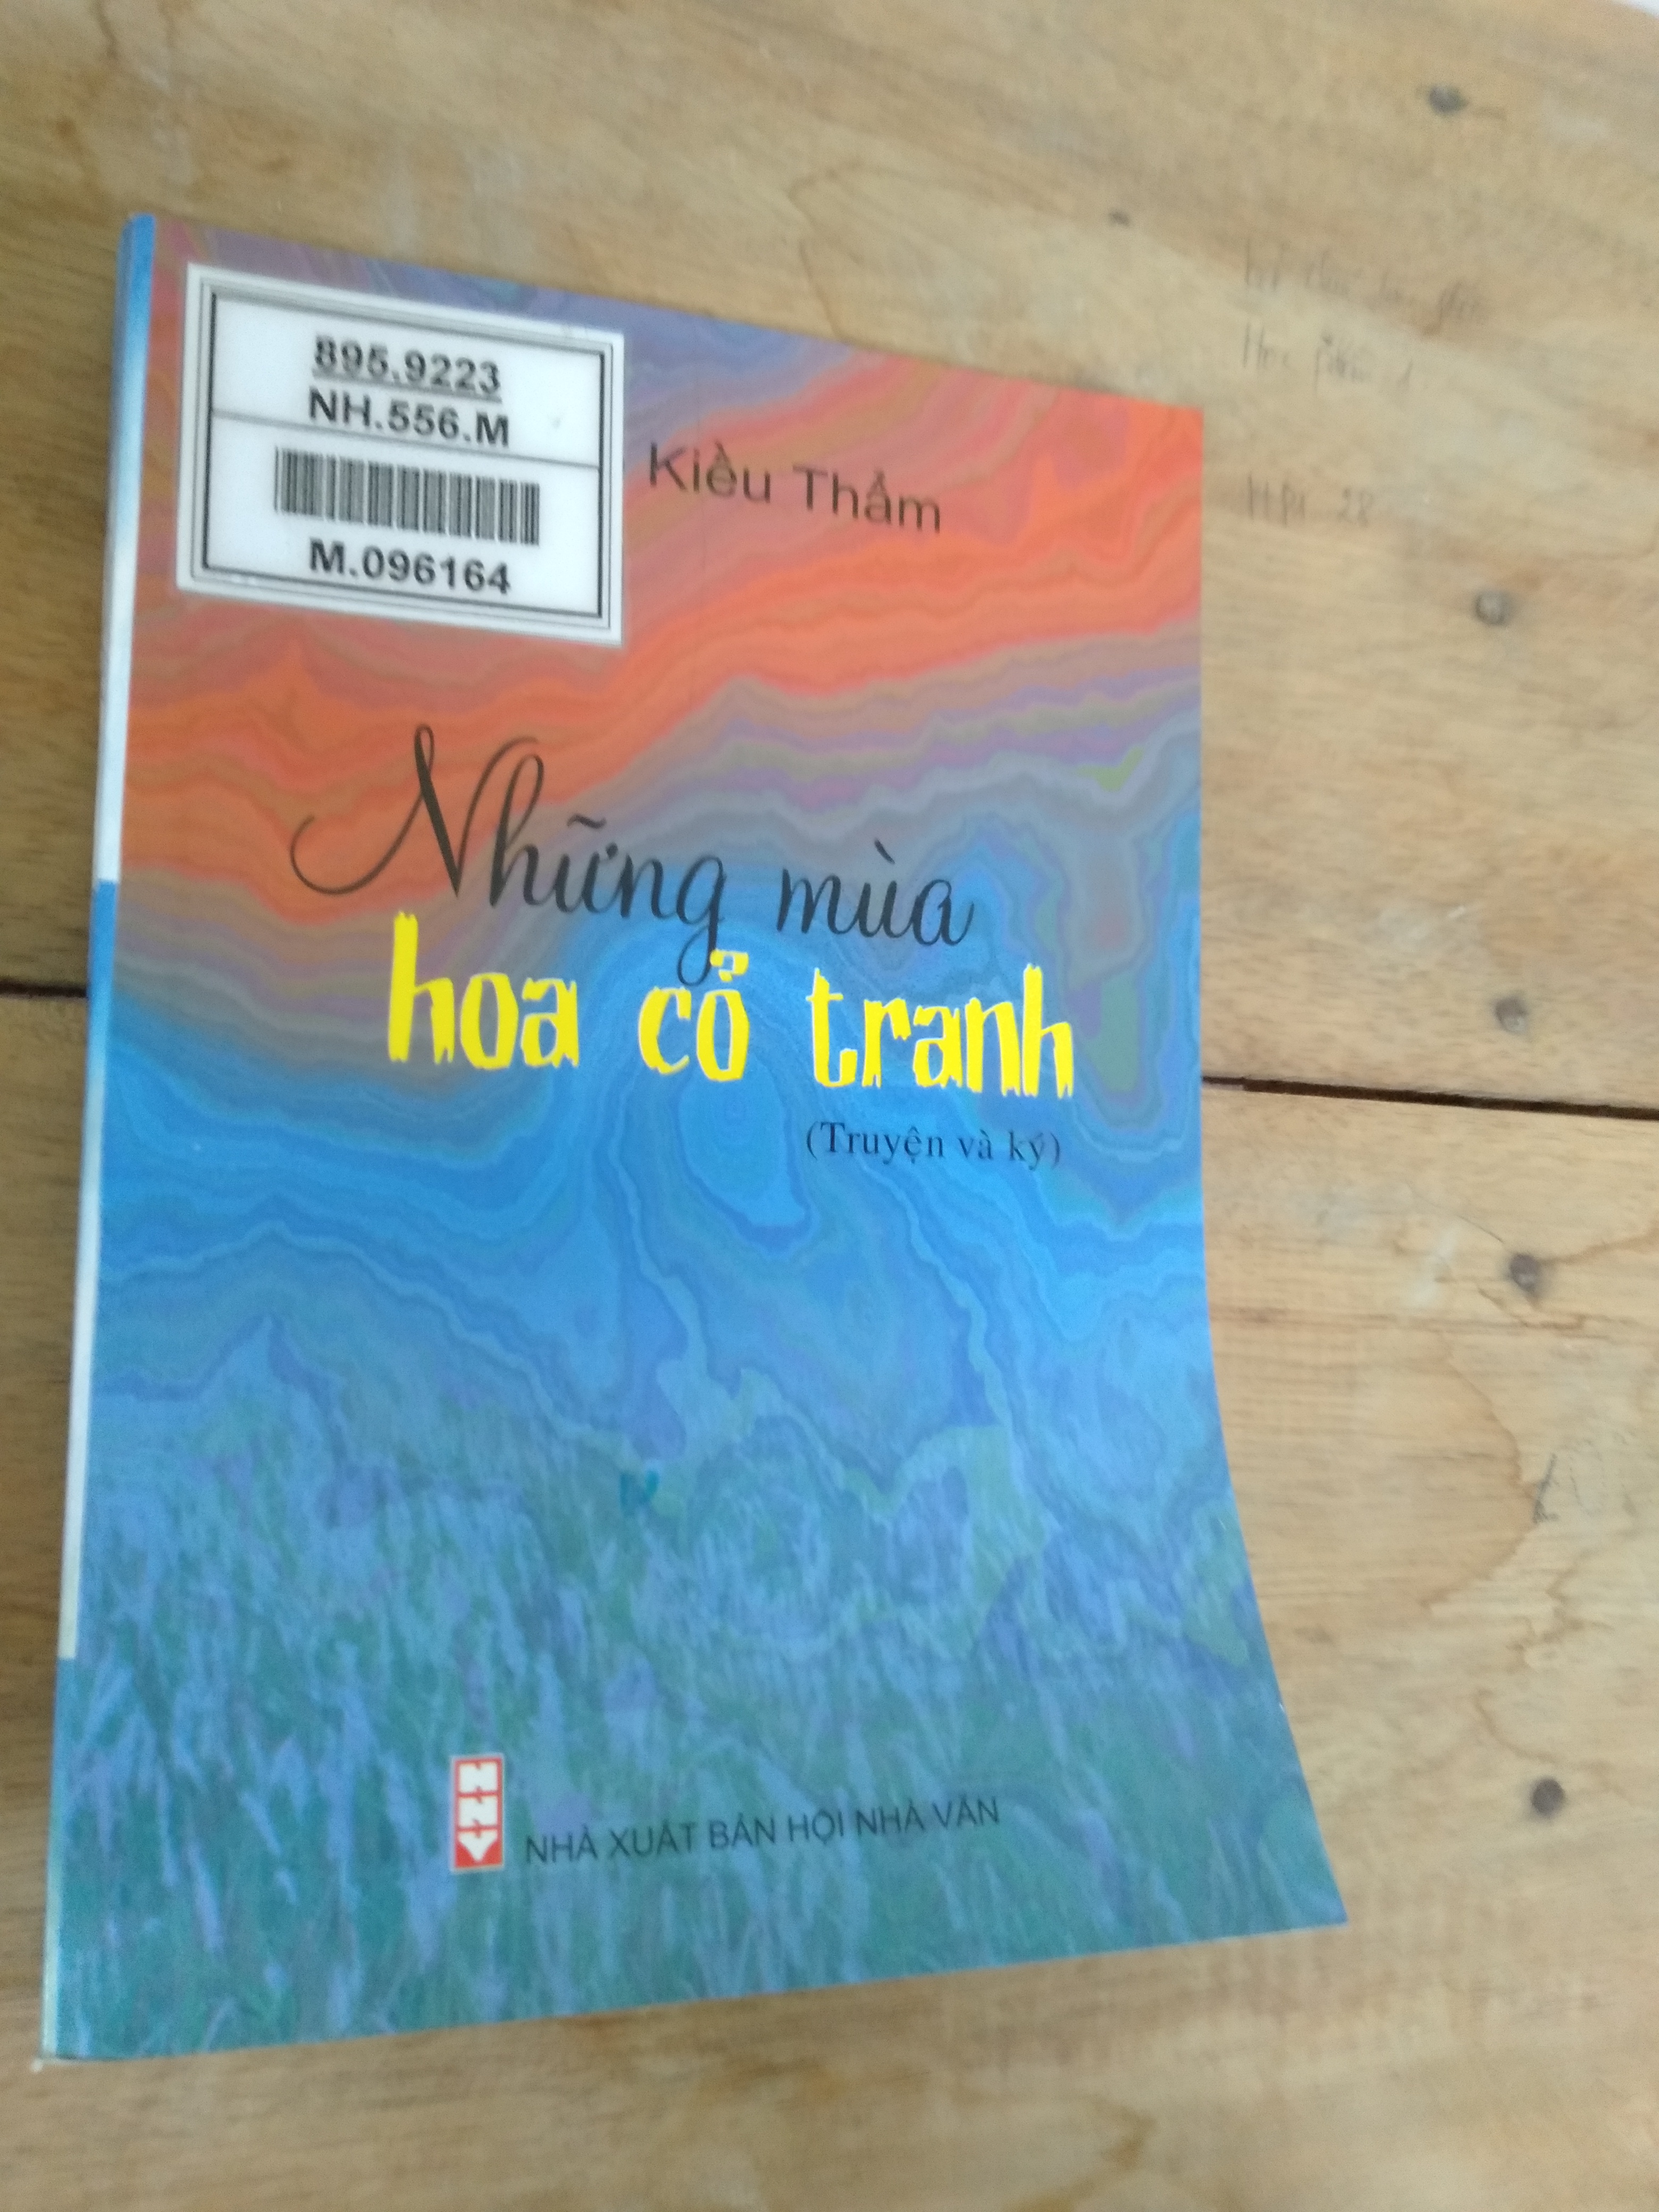 895.9223
NH.556.M
M.096164
Kiều Thẩm
Những mùa
hoa cỏ tranh
(Truyện và ký)
HNV
NHÀ XUẤT BẢN HỘI NHÀ VĂN